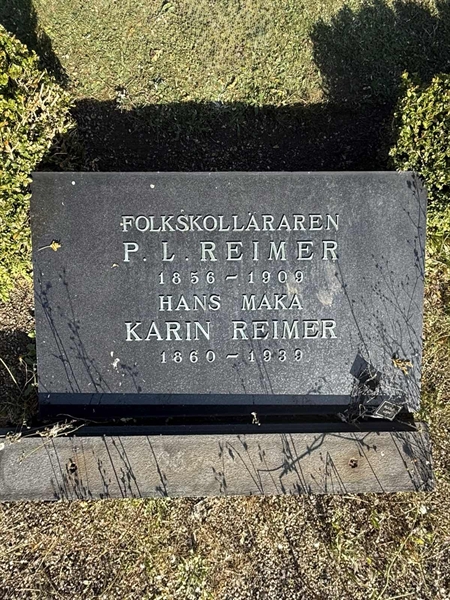 FOLKSKOLLÄRAREN
P. L. REIMER
1856 – 1909
HANS MAKA
KARIN REIMER
1860 – 1939